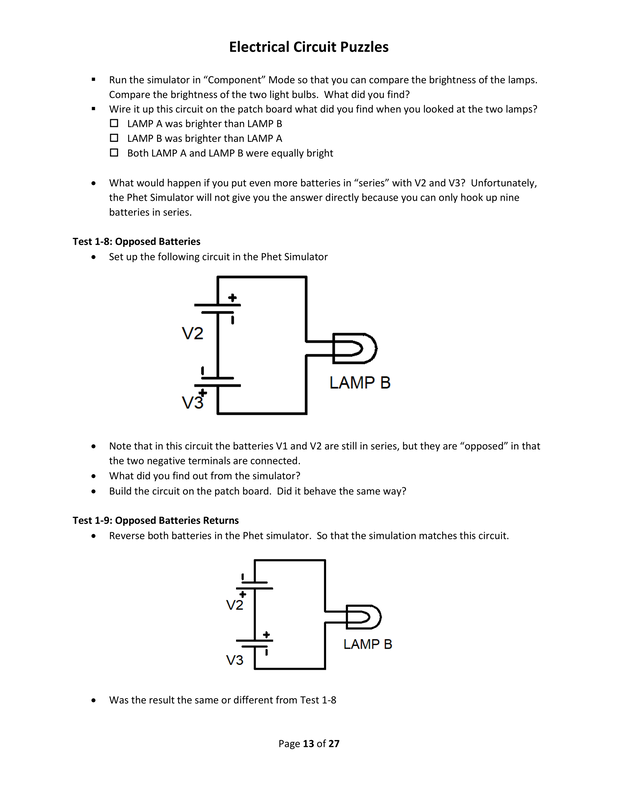 Electrical Circuit Puzzles
▪ Run the simulator in “Component” Mode so that you can compare the brightness of the lamps.
Compare the brightness of the two light bulbs. What did you find?
▪ Wire it up this circuit on the patch board what did you find when you looked at the two lamps?
☐ LAMP A was brighter than LAMP B
☐ LAMP B was brighter than LAMP A
☐ Both LAMP A and LAMP B were equally bright
• What would happen if you put even more batteries in “series” with V2 and V3? Unfortunately,
the Phet Simulator will not give you the answer directly because you can only hook up nine
batteries in series.
Test 1-8: Opposed Batteries
• Set up the following circuit in the Phet Simulator
+
-
V2
-
+
V3
LAMP B
• Note that in this circuit the batteries V1 and V2 are still in series, but they are “opposed” in that
the two negative terminals are connected.
• What did you find out from the simulator?
• Build the circuit on the patch board. Did it behave the same way?
Test 1-9: Opposed Batteries Returns
• Reverse both batteries in the Phet simulator. So that the simulation matches this circuit.
-
+
V2
+
-
V3
LAMP B
• Was the result the same or different from Test 1-8
Page 13 of 27